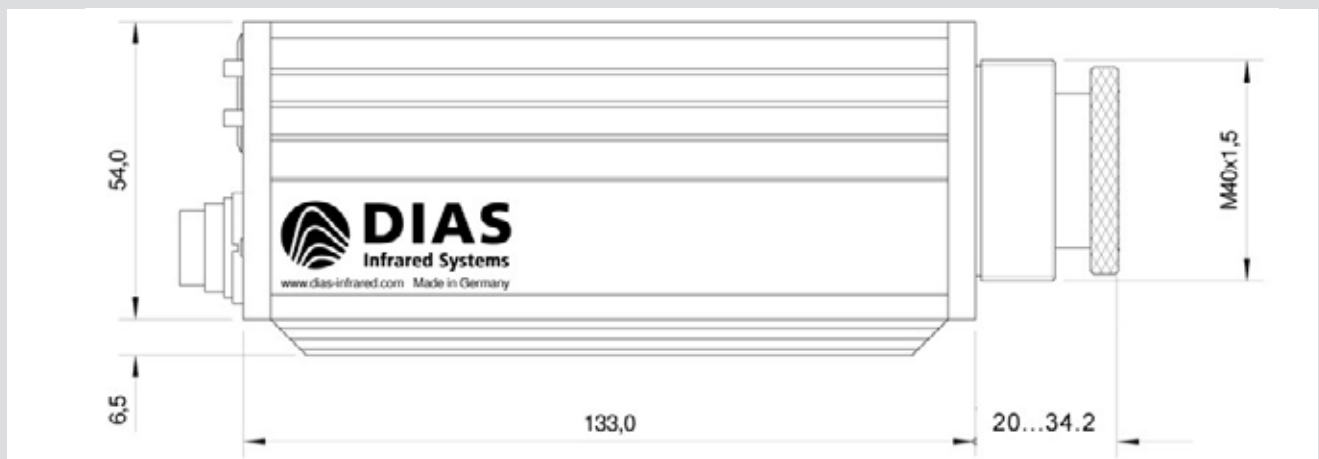 54,0
M40x1,5
DIAS
Infrared Systems
www.dias-infrared.com Made in Germany
6,5
133,0
20...34.2